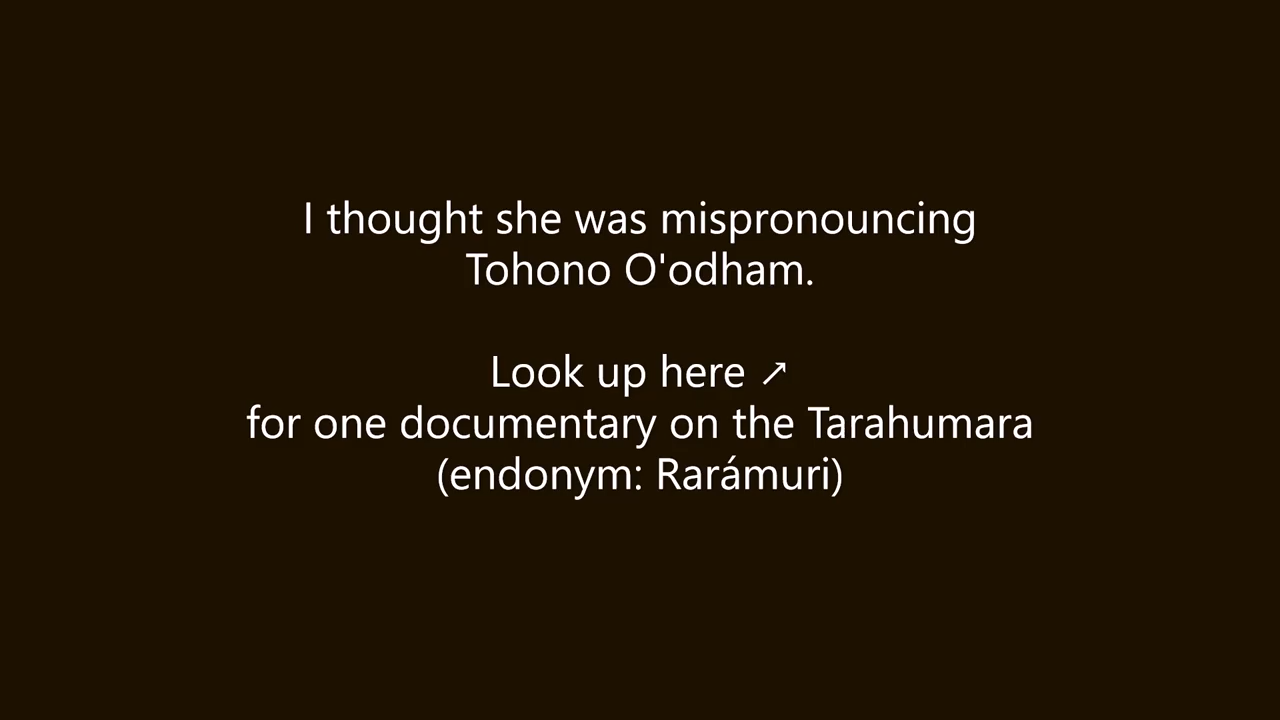 I thought she was mispronouncing
Tohono O'odham.
Look up here ↗
for one documentary on the Tarahumara
(endonym: Rarámuri)